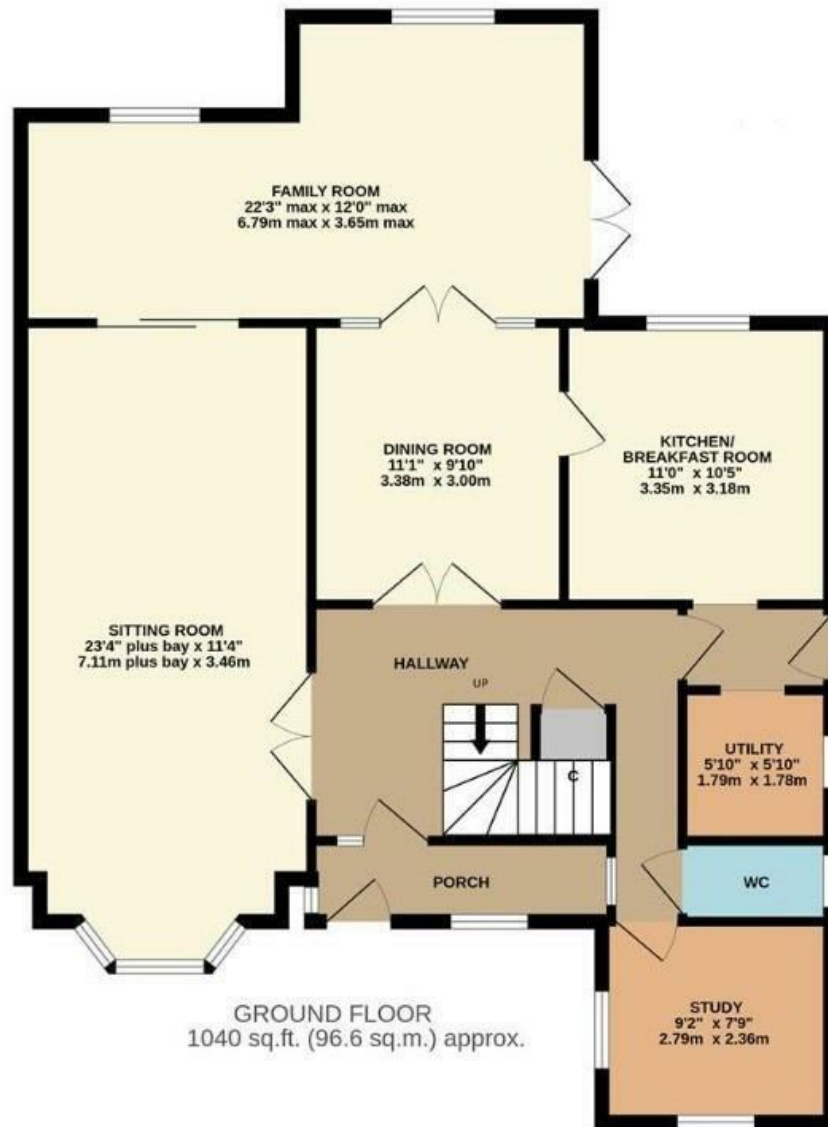 FAMILY ROOM
22'3" max x 12'0" max
6.79m max x 3.65m max
DINING ROOM
11'1" x 9'10"
3.38m x 3.00m
KITCHEN/
BREAKFAST ROOM
11'0" x 10'5"
3.35m x 3.18m
SITTING ROOM
23'4" plus bay x 11'4"
7.11m plus bay x 3.46m
HALLWAY
UP
C
UTILITY
5'10" x 5'10"
1.79m x 1.78m
PORCH
WC
STUDY
9'2" x 7'9"
2.79m x 2.36m
GROUND FLOOR
1040 sq.ft. (96.6 sq.m.) approx.